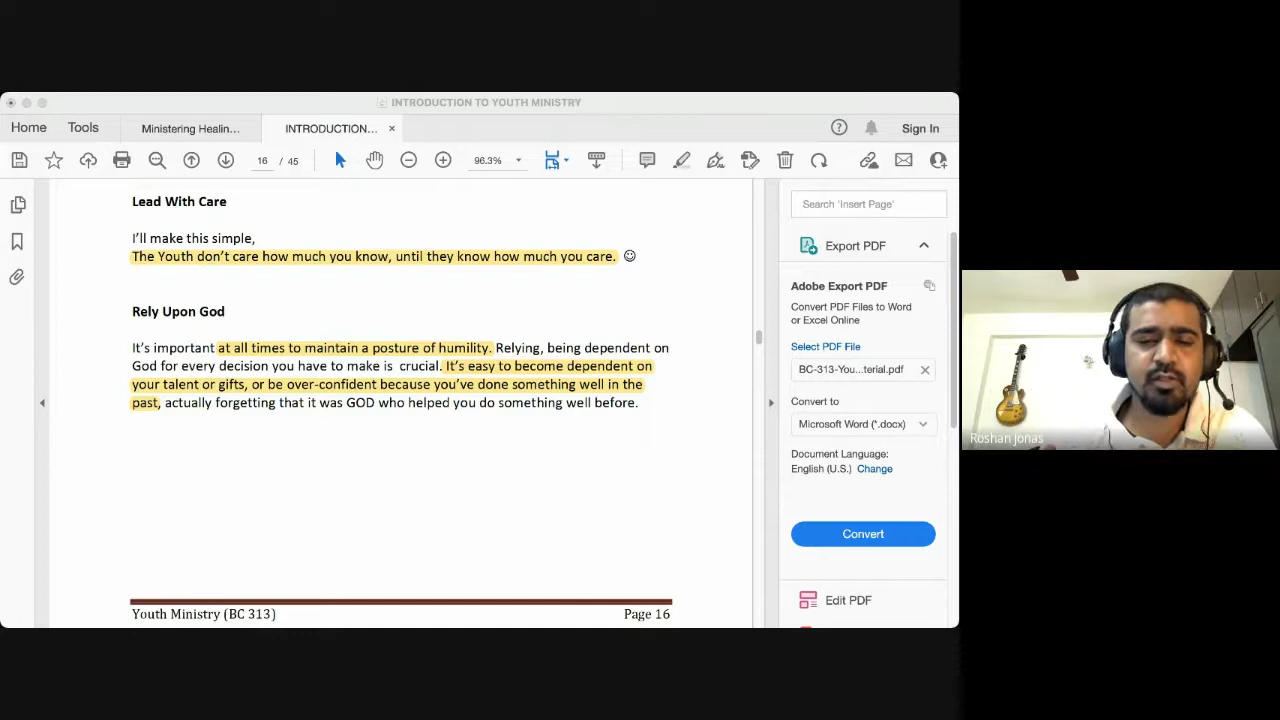 INTRODUCTION TO YOUTH MINISTRY
Home
Tools
Ministering Healin...
INTRODUCTION...
×
Sign In
16 / 45
96.3%
Lead With Care
I'll make this simple,
The Youth don't care how much you know, until they know how much you care. ☺
Rely Upon God
It's important at all times to maintain a posture of humility. Relying, being dependent on
God for every decision you have to make is crucial. It's easy to become dependent on
your talent or gifts, or be over-confident because you've done something well in the
past, actually forgetting that it was GOD who helped you do something well before.
Youth Ministry (BC 313)
Page 16
Search 'Insert Page'
Export PDF
Adobe Export PDF
Convert PDF Files to Word
or Excel Online
Select PDF File
BC-313-You...terial.pdf
Convert to
Microsoft Word (*.docx)
Document Language:
English (U.S.) Change
Convert
Edit PDF
Roshan jonas